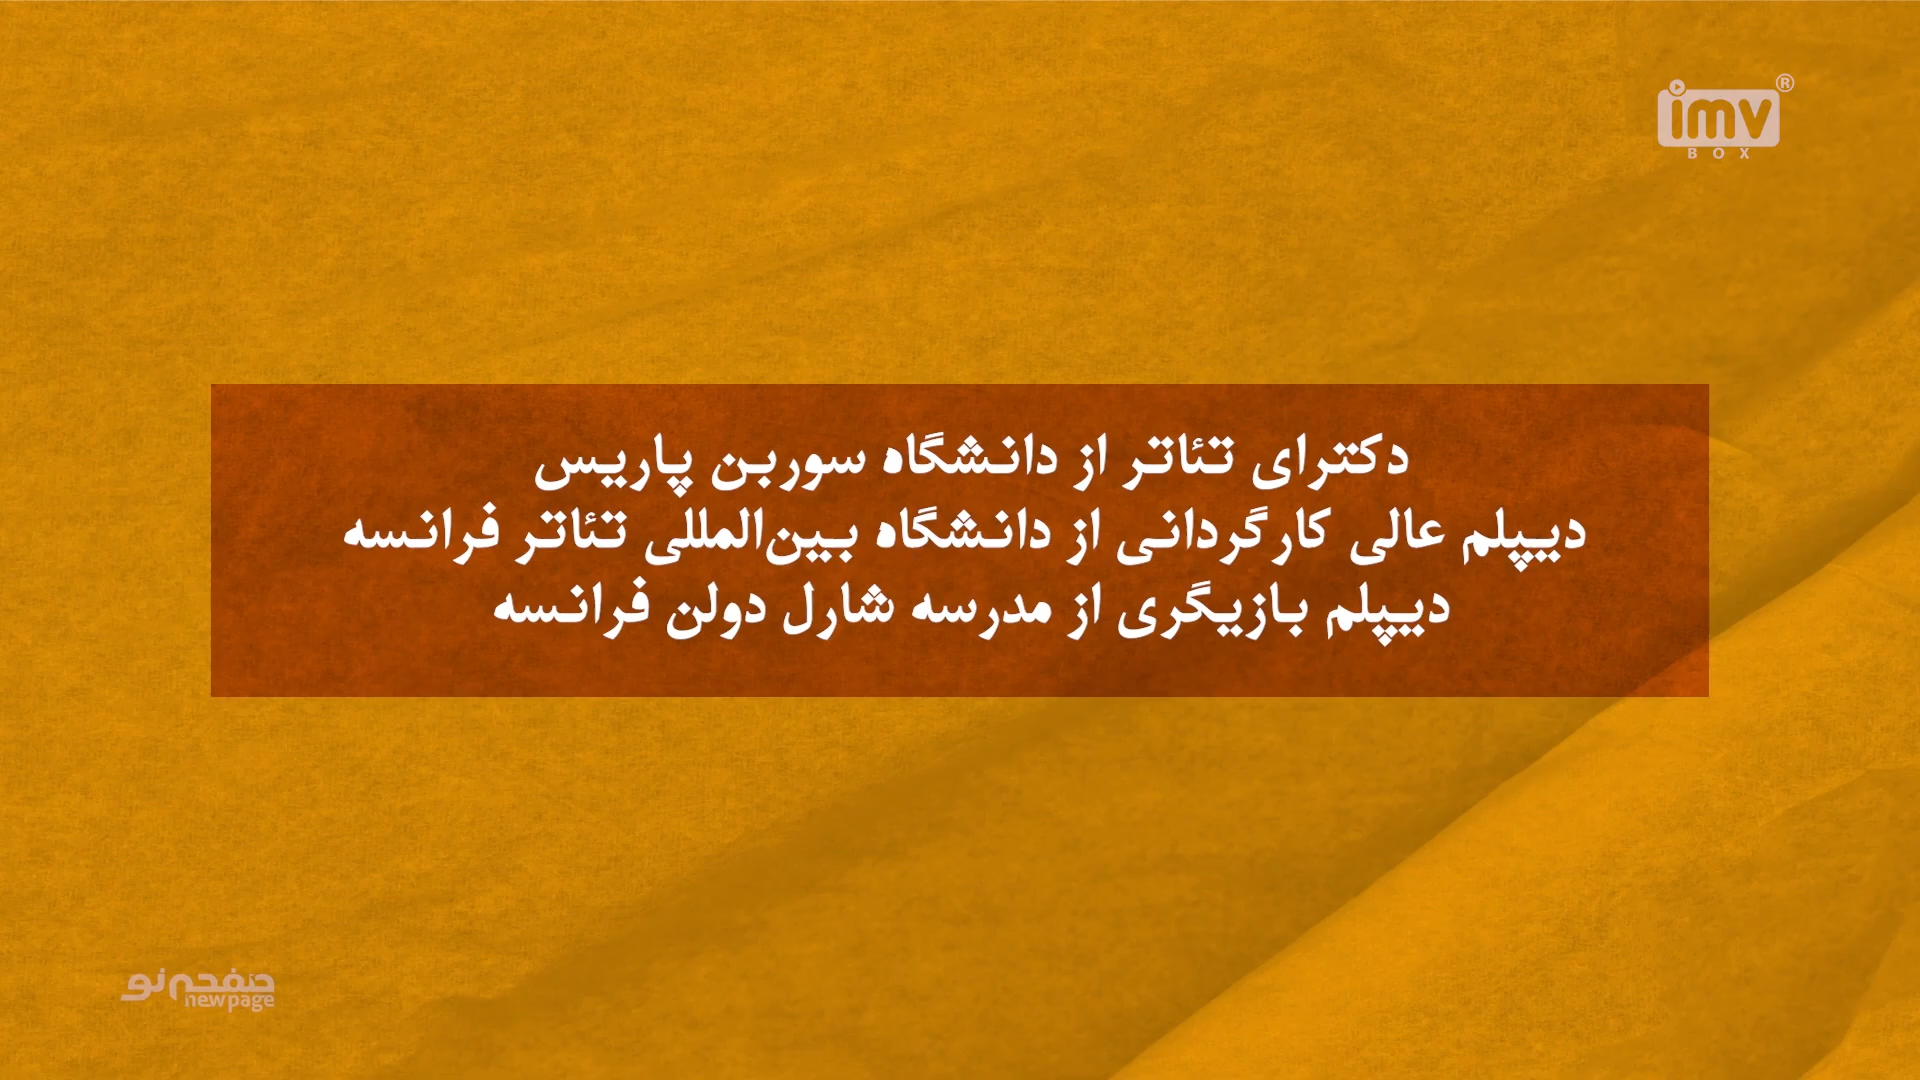 imv®
BOX
دکترای تئاتر از دانشگاه سوربن پاریس
دیپلم عالی کارگردانی از دانشگاه بین‌المللی تئاتر فرانسه
دیپلم بازیگری از مدرسه شارل دولن فرانسه
صفحه نو
newpage